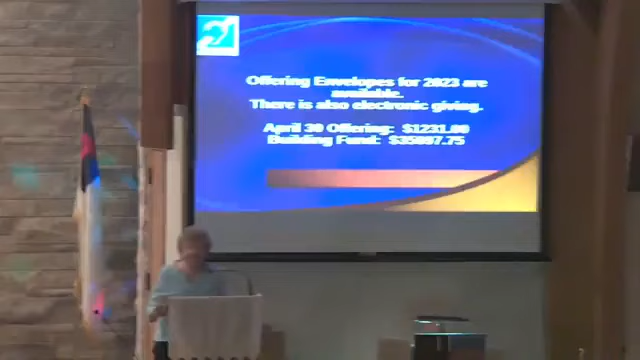 Offering Envelopes for 2023 are
available.
There is also electronic giving.
April 30 Offering: $1231.00
Building Fund: